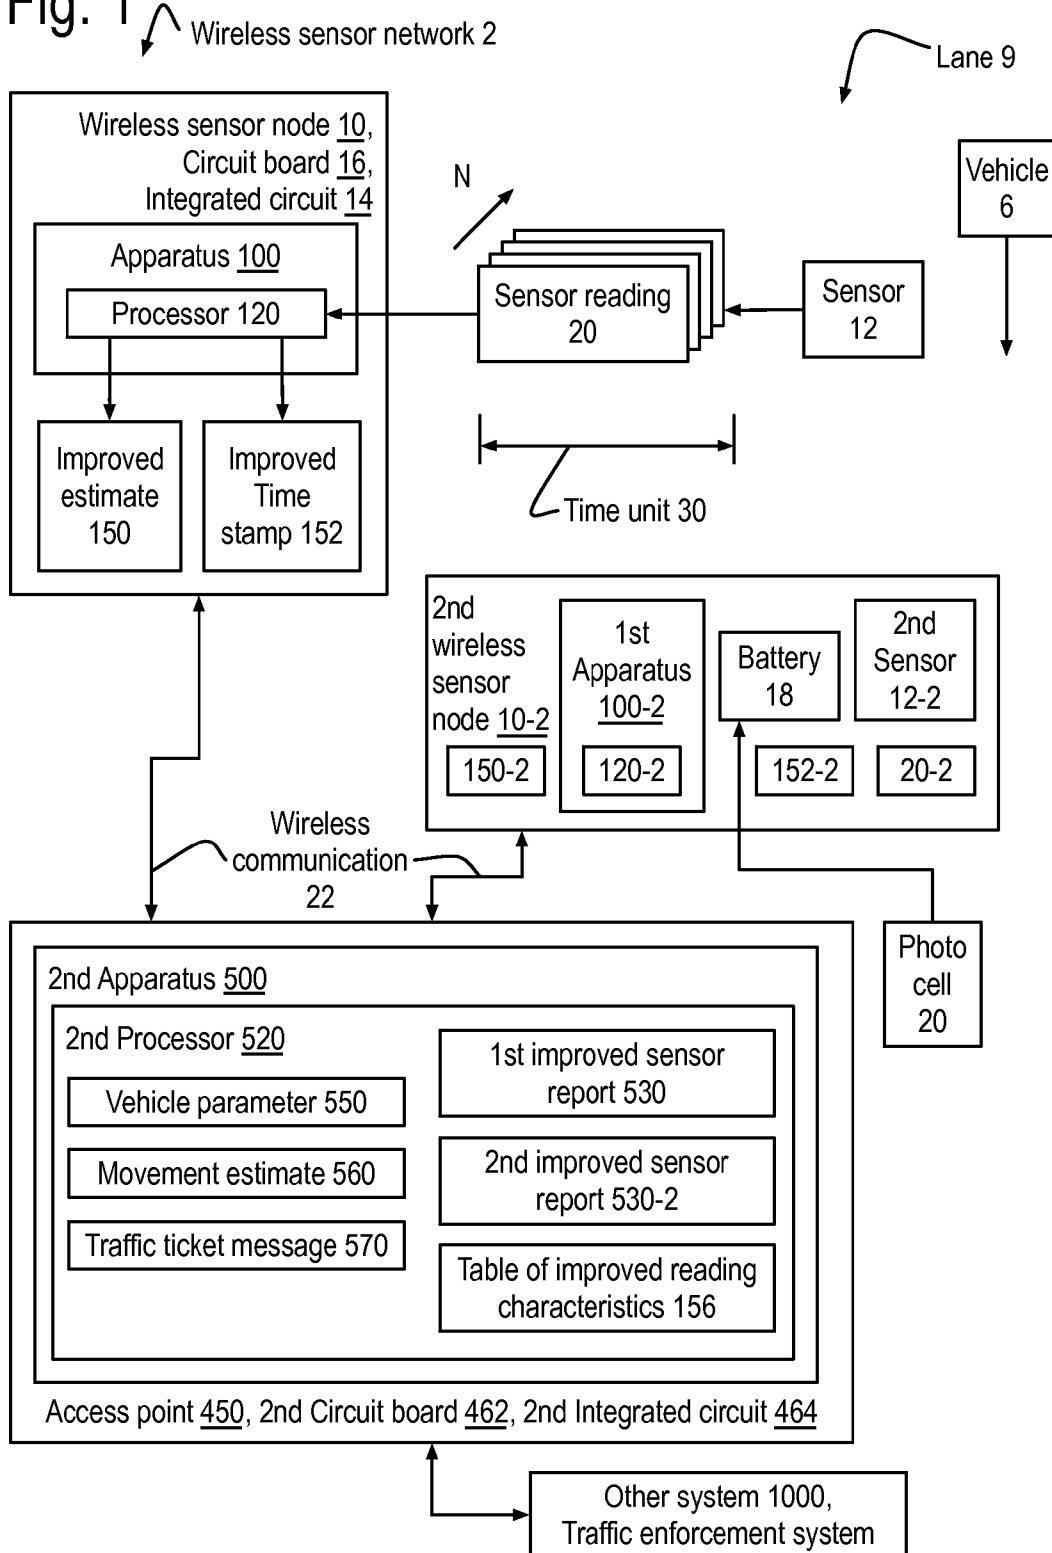 Fig. 1
Wireless sensor network 2
Lane 9
Wireless sensor node 10,
Circuit board 16,
Integrated circuit 14
Apparatus 100
Processor 120
Improved
estimate
150
Improved
Time
stamp 152
N
Sensor reading
20
Sensor
12
Vehicle
6
Time unit 30
2nd
wireless
sensor
node 10-2
150-2
1st
Apparatus
100-2
120-2
Battery
18
152-2
2nd
Sensor
12-2
20-2
Wireless
communication
22
Photo
cell
20
2nd Apparatus 500
2nd Processor 520
Vehicle parameter 550
Movement estimate 560
Traffic ticket message 570
1st improved sensor
report 530
2nd improved sensor
report 530-2
Table of improved reading
characteristics 156
Access point 450, 2nd Circuit board 462, 2nd Integrated circuit 464
Other system 1000,
Traffic enforcement system